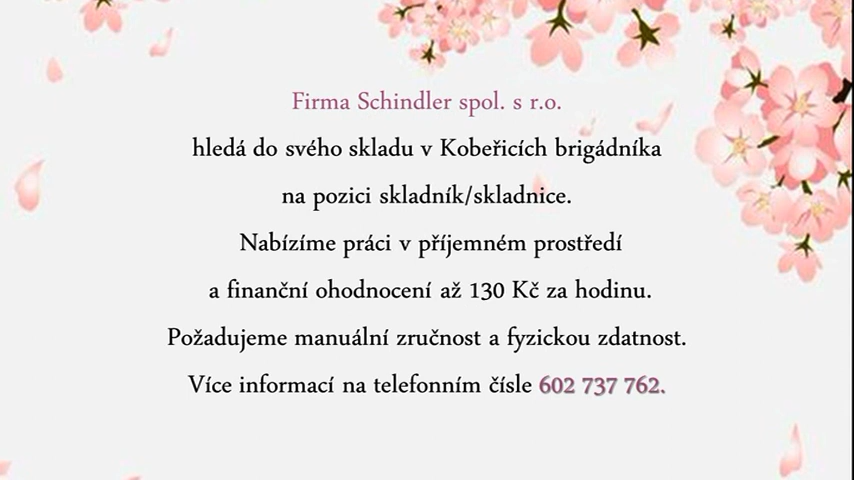 Firma Schindler spol. s r.o.
hledá do svého skladu v Kobeřicích brigádníka
na pozici skladník/skladnice.
Nabízíme práci v příjemném prostředí
a finanční ohodnocení až 130 Kč za hodinu.
Požadujeme manuální zručnost a fyzickou zdatnost.
Více informací na telefonním čísle 602 737 762.